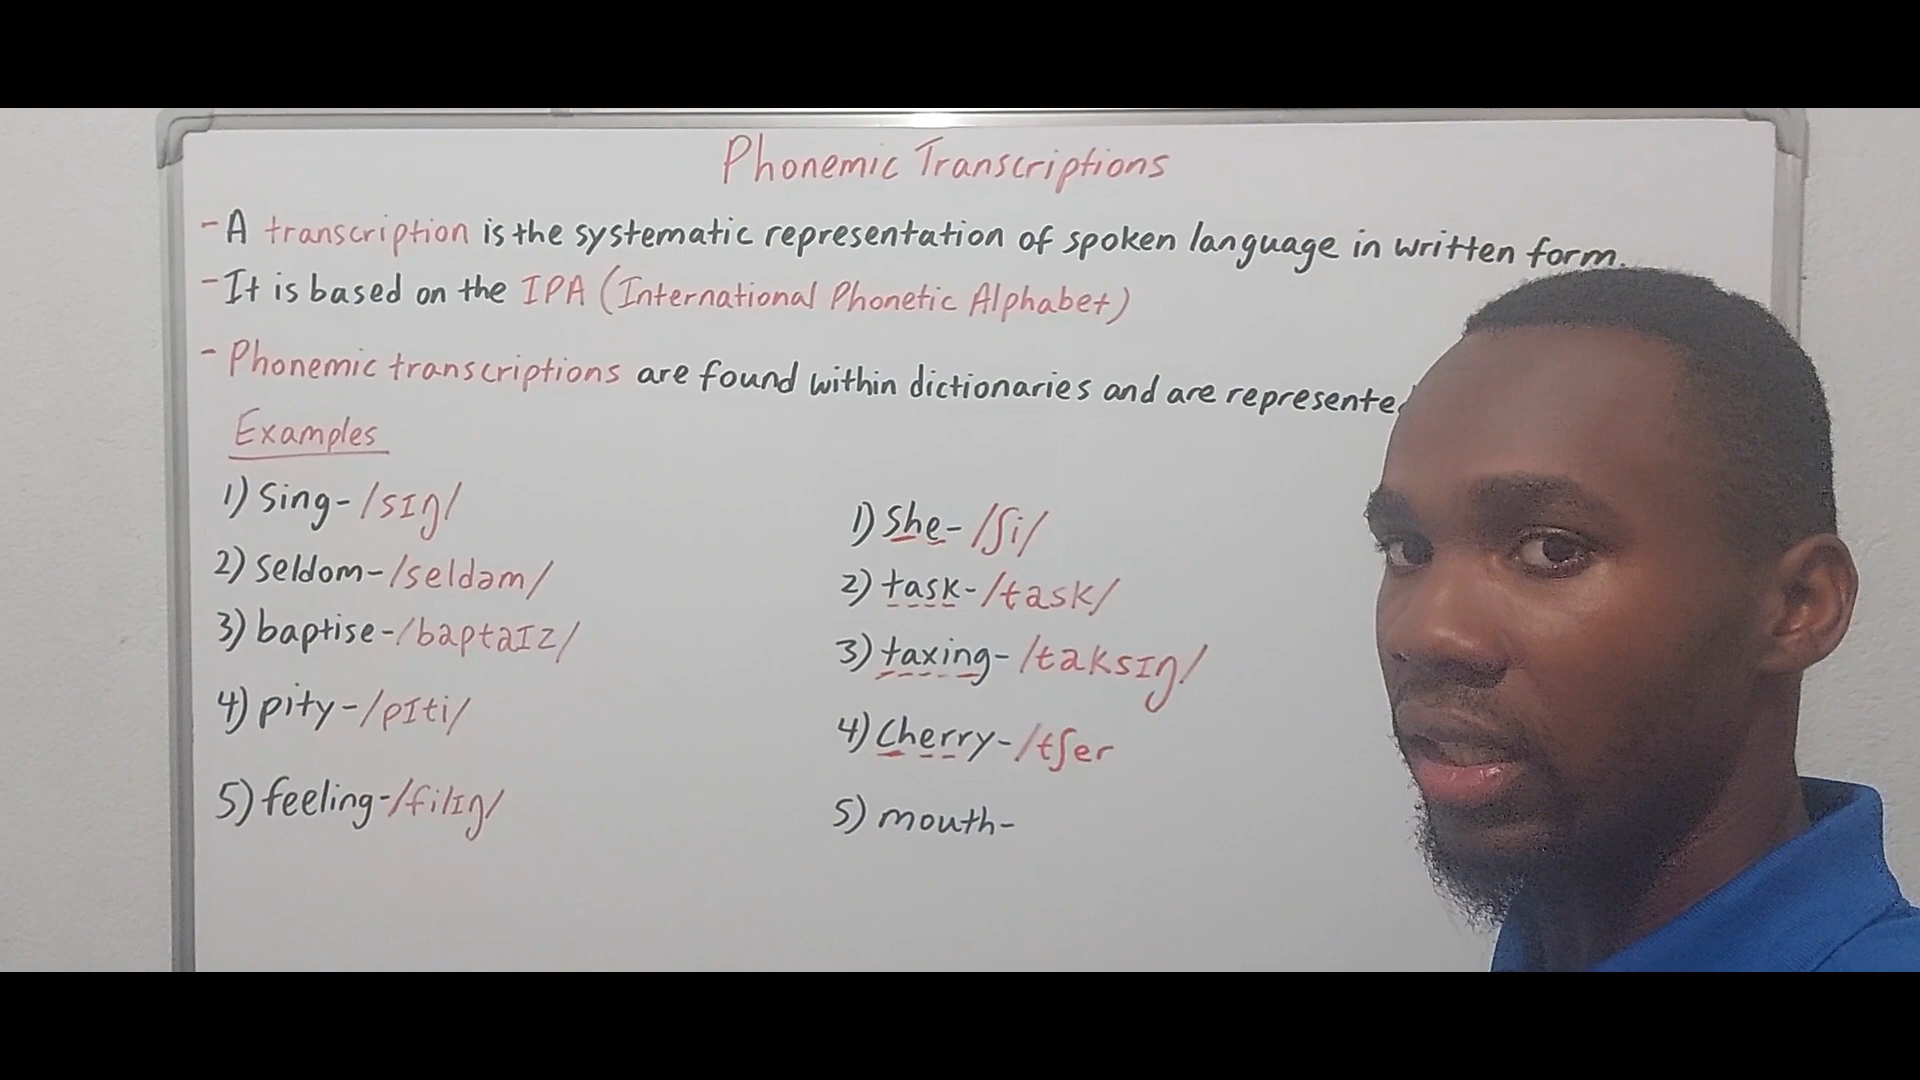 Phonemic Transcriptions
- A transcription is the systematic representation of spoken language in written form.
- It is based on the IPA (International Phonetic Alphabet)
- Phonemic transcriptions are found within dictionaries and are represented
Examples
1) Sing - /sɪŋ/
2) seldom - /seldəm/
3) baptise - /baptaɪz/
4) pity - /pɪti/
5) feeling - /filɪŋ/
1) She - /ʃi/
2) task - /task/
3) taxing - /taksɪŋ/
4) Cherry - /tʃer
5) mouth -